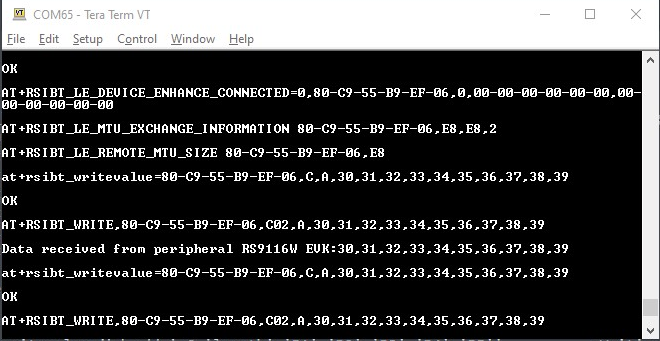 COM65 - Tera Term VT
File Edit Setup Control Window Help
OK
AT+RSIBT_LE_DEVICE_ENHANCE_CONNECTED=0,80-C9-55-B9-EF-06,0,00-00-00-00-00-00,00-
00-00-00-00-00
AT+RSIBT_LE_MTU_EXCHANGE_INFORMATION 80-C9-55-B9-EF-06,E8,E8,2
AT+RSIBT_LE_REMOTE_MTU_SIZE 80-C9-55-B9-EF-06,E8
at+rsibt_writevalue=80-C9-55-B9-EF-06,C,A,30,31,32,33,34,35,36,37,38,39
OK
AT+RSIBT_WRITE,80-C9-55-B9-EF-06,C02,A,30,31,32,33,34,35,36,37,38,39
Data received from peripheral RS9116W EVK:30,31,32,33,34,35,36,37,38,39
at+rsibt_writevalue=80-C9-55-B9-EF-06,C,A,30,31,32,33,34,35,36,37,38,39
OK
AT+RSIBT_WRITE,80-C9-55-B9-EF-06,C02,A,30,31,32,33,34,35,36,37,38,39